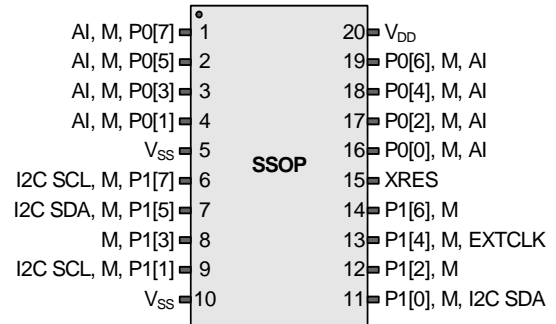 AI, M, P0[7] 1 20 VDD
AI, M, P0[5] 2 19 P0[6], M, AI
AI, M, P0[3] 3 18 P0[4], M, AI
AI, M, P0[1] 4 17 P0[2], M, AI
VSS 5 16 P0[0], M, AI
SSOP
I2C SCL, M, P1[7] 6 15 XRES
I2C SDA, M, P1[5] 7 14 P1[6], M
M, P1[3] 8 13 P1[4], M, EXTCLK
I2C SCL, M, P1[1] 9 12 P1[2], M
VSS 10 11 P1[0], M, I2C SDA